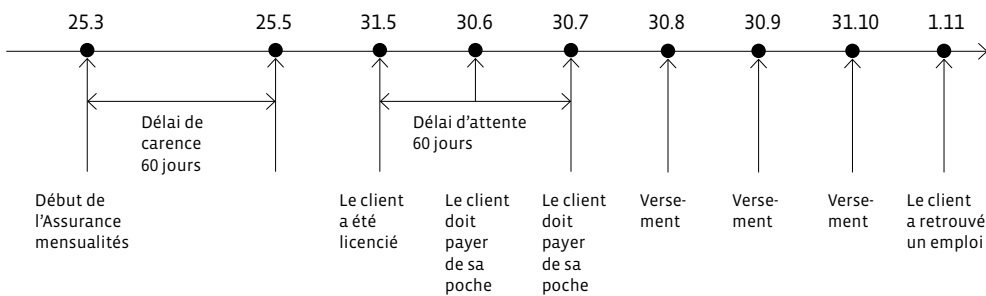 25.3 25.5 31.5 30.6 30.7 30.8 30.9 31.10 1.11
Délai de
carence
60 jours
Délai d’attente
60 jours
Début de
l’Assurance
mensualités
Le client
a été
licencié
Le client
doit
payer
de sa
poche
Le client
doit
payer
de sa
poche
Verse-
ment
Verse-
ment
Verse-
ment
Le client
a retrouvé
un emploi